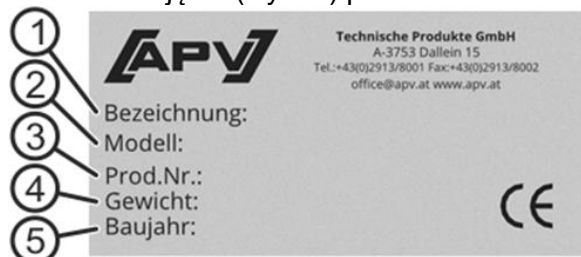 APV
Technische Produkte GmbH
A-3753 Dallein 15
Tel.:+43(0)2913/8001 Fax:+43(0)2913/8002
office@apv.at www.apv.at
1
Bezeichnung:
2
Modell:
3
Prod.Nr.:
4
Gewicht:
5
Baujahr:
CE